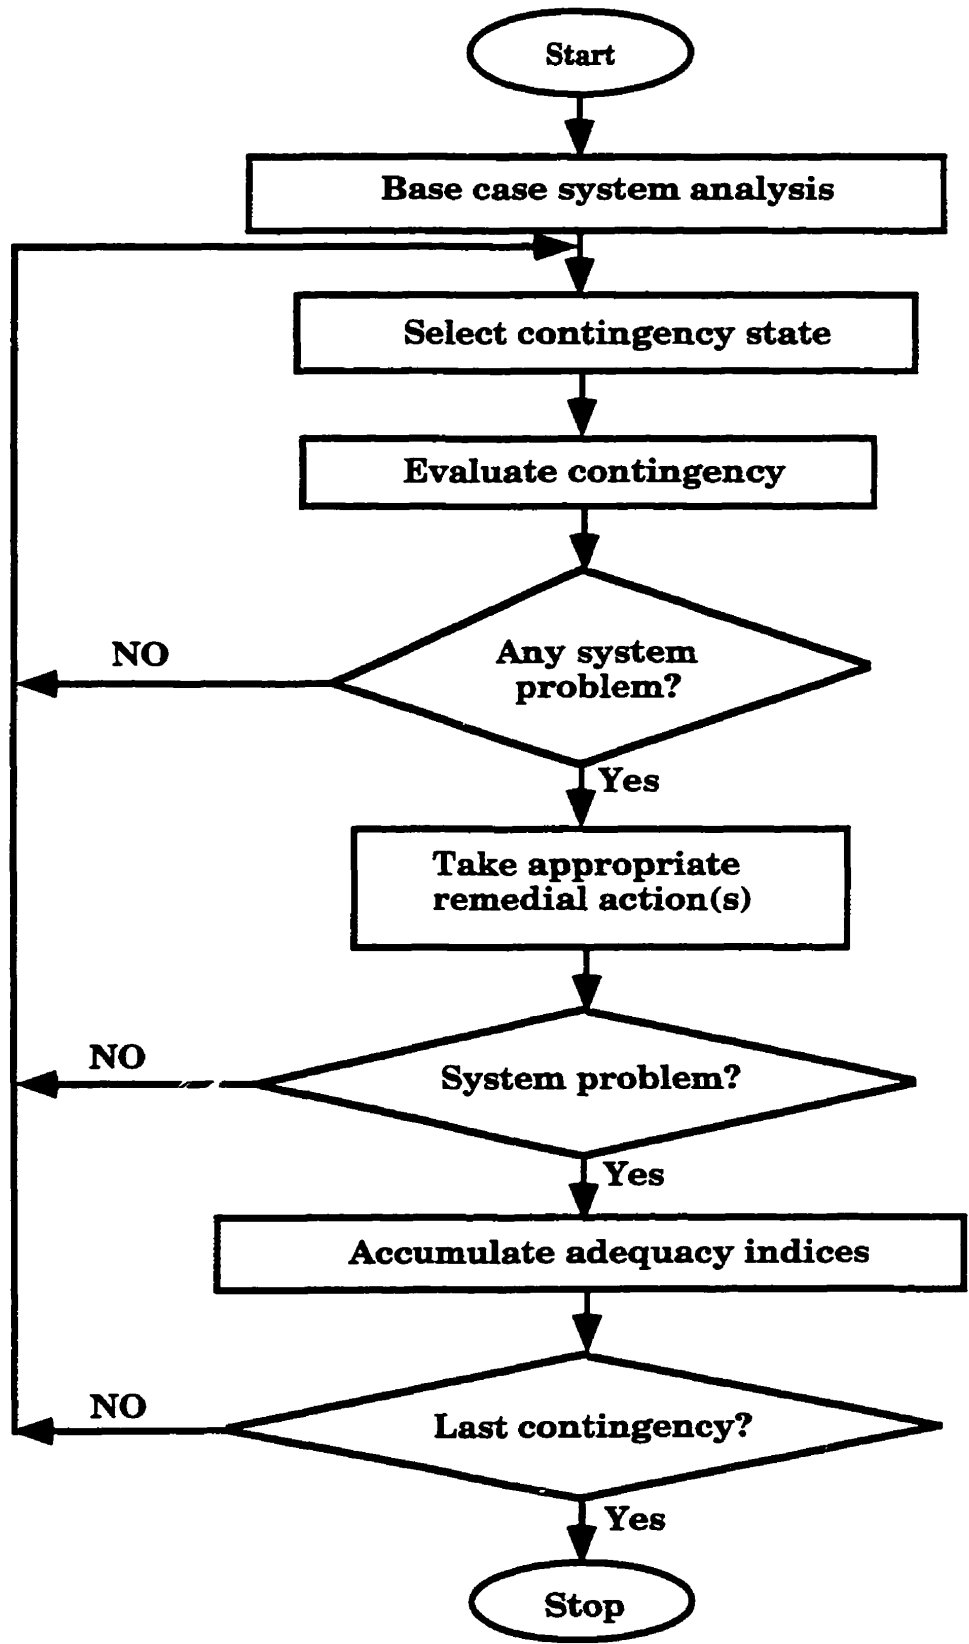 Start
Base case system analysis
Select contingency state
Evaluate contingency
Any system
problem?
NO
Yes
Take appropriate
remedial action(s)
System problem?
NO
Yes
Accumulate adequacy indices
Last contingency?
NO
Yes
Stop